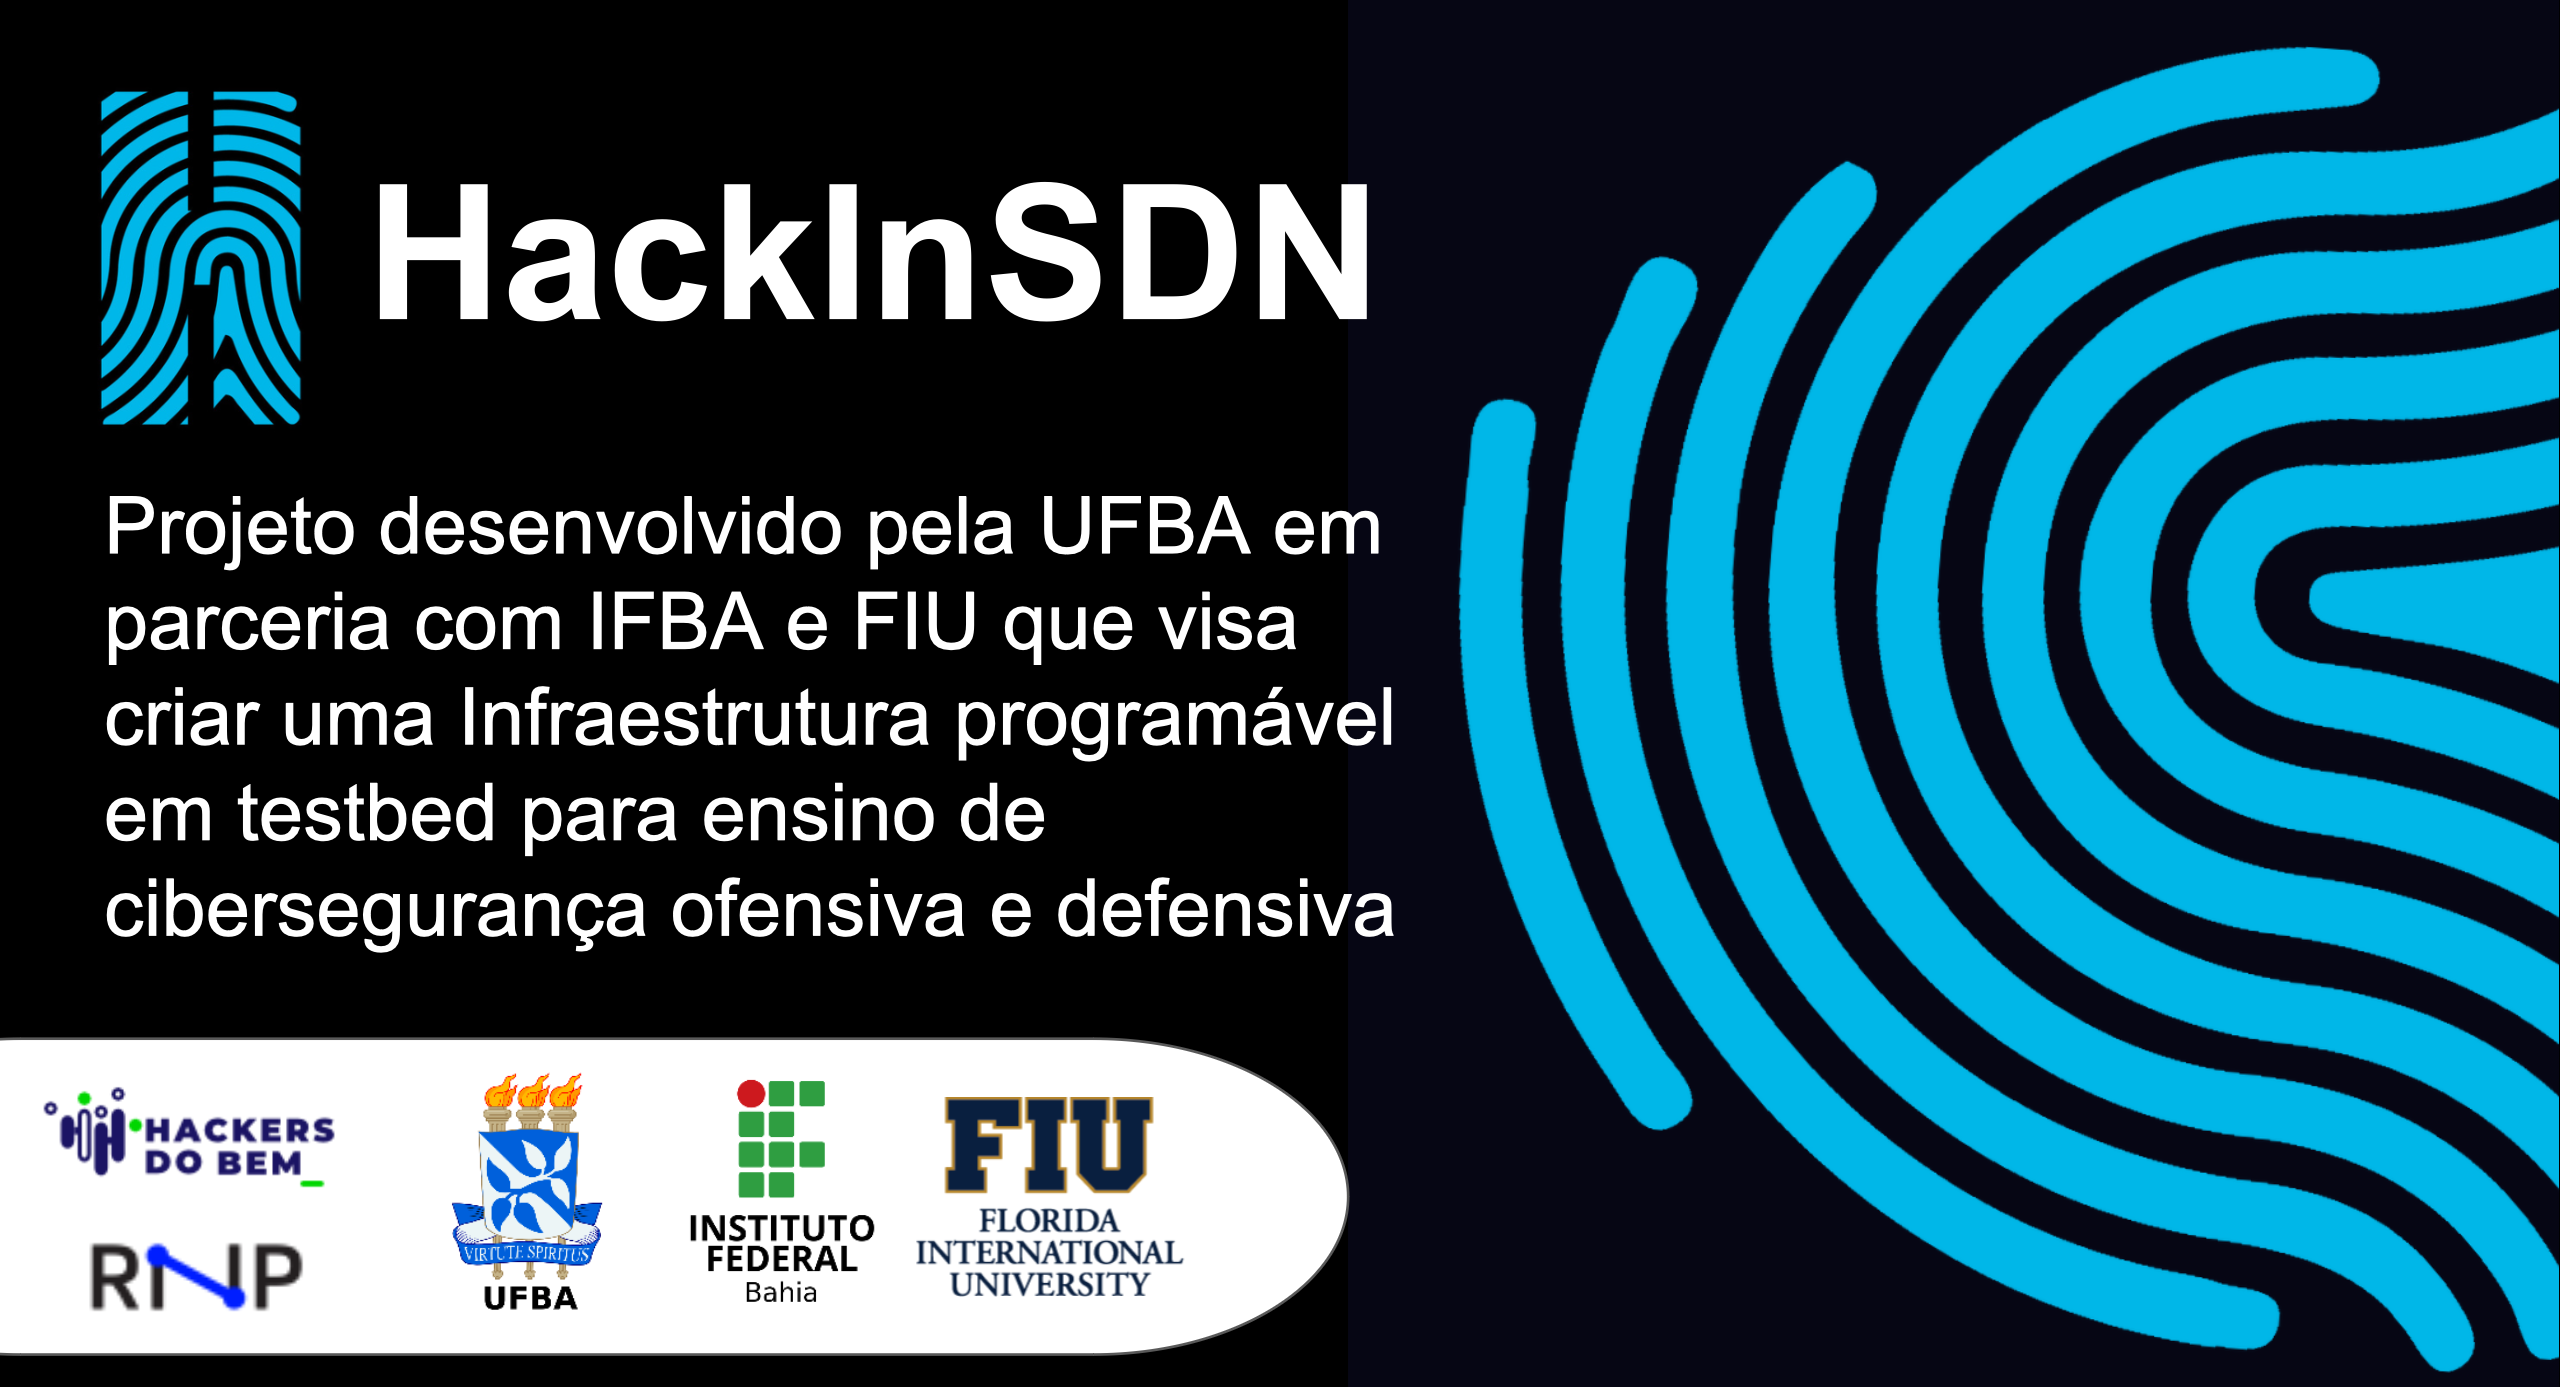 HackInSDN
Projeto desenvolvido pela UFBA em
parceria com IFBA e FIU que visa
criar uma Infraestrutura programável
em testbed para ensino de
cibersegurança ofensiva e defensiva
HACKERS
DO BEM_
RNP
VIRTUTE SPIRITUS
UFBA
INSTITUTO
FEDERAL
Bahia
FIU
FLORIDA
INTERNATIONAL
UNIVERSITY